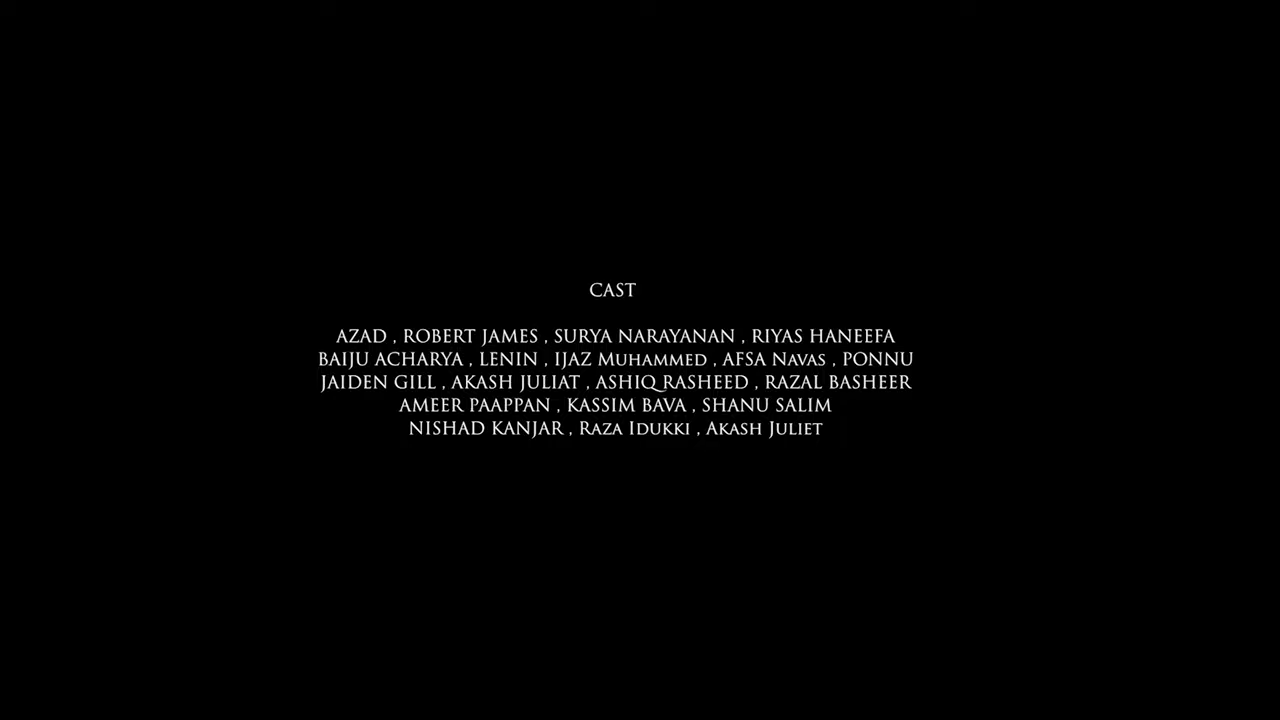 CAST
AZAD , ROBERT JAMES , SURYA NARAYANAN , RIYAS HANEEFA
BAIJU ACHARYA , LENIN , IJAZ Muhammed , AFSA Navas , PONNU
JAIDEN GILL , AKASH JULIAT , ASHIQ RASHEED , RAZAL BASHEER
AMEER PAAPPAN , KASSIM BAVA , SHANU SALIM
NISHAD KANJAR , Raza Idukki , Akash Juliet